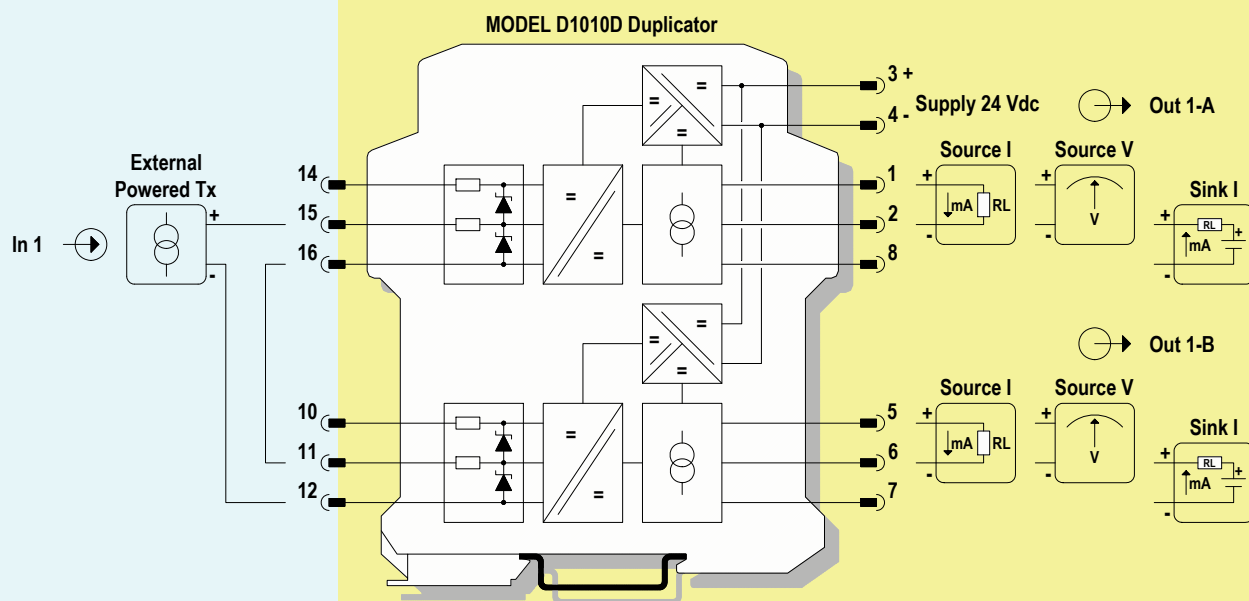 MODEL D1010D Duplicator
3 +
4 -
Supply 24 Vdc
Out 1-A
External
Powered Tx
In 1
+
-
14
15
16
=
=
=
=
=
1
2
8
Source I
+
-
mA
RL
Source V
+
-
V
Sink I
+
-
RL
mA
+
=
=
=
Out 1-B
10
11
12
=
=
5
6
7
Source I
+
-
mA
RL
Source V
+
-
V
Sink I
+
-
RL
mA
+